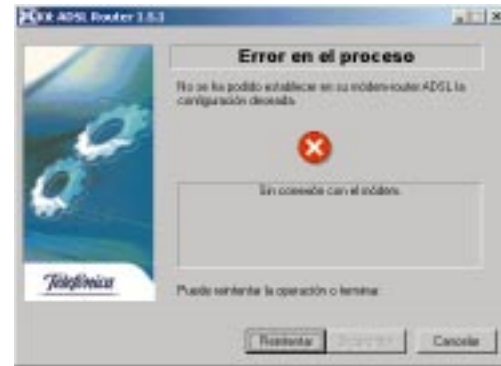 Kit ADSL Router 1.5.1
Error en el proceso
No se ha podido establecer en su módem-router ADSL la
configuración deseada.
Sin conexión con el módem.
Telefónica
Puede reintentar la operación o terminar.
Reintentar
Cancelar